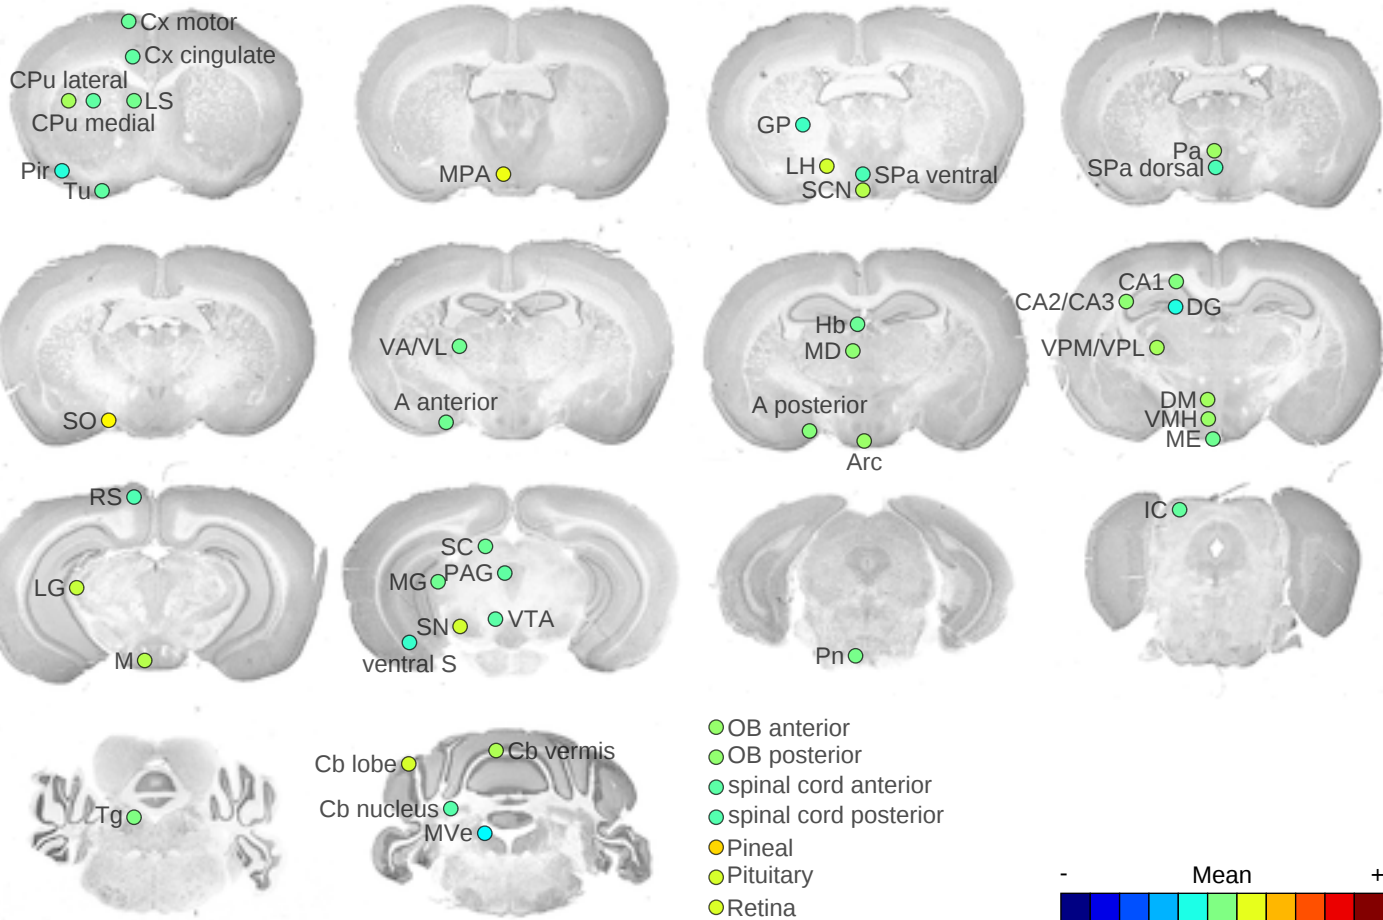 Cx motor
Cx cingulate
CPu lateral
LS
CPu medial
Pir
Tu
MPA
GP
LH
SPa ventral
SCN
Pa
SPa dorsal
SO
VA/VL
A anterior
Hb
MD
A posterior
Arc
CA1
CA2/CA3
DG
VPM/VPL
DM
VMH
ME
RS
LG
M
SC
PAG
MG
SN
VTA
ventral S
Pn
IC
Tg
Cb lobe
Cb vermis
Cb nucleus
MVe
OB anterior
OB posterior
spinal cord anterior
spinal cord posterior
Pineal
Pituitary
Retina
- Mean +